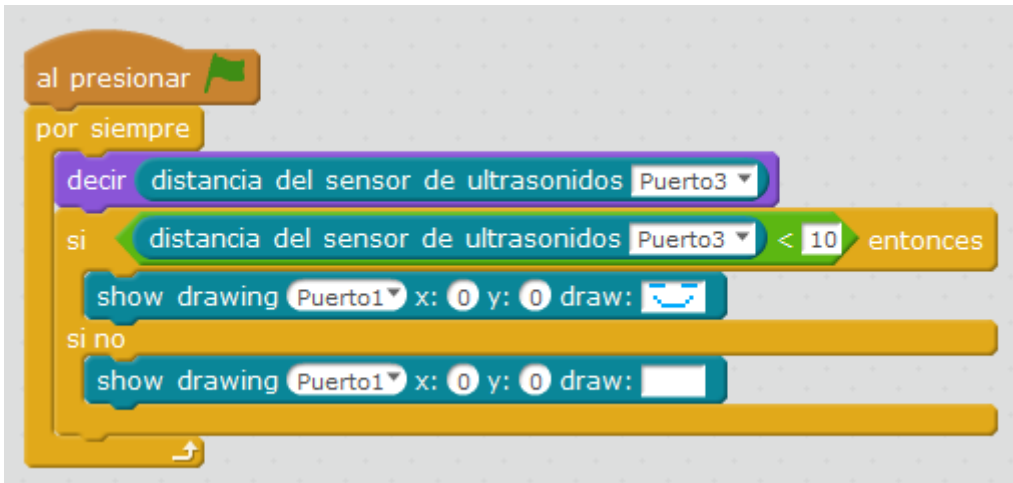 al presionar
por siempre
decir distancia del sensor de ultrasonidos Puerto3
si distancia del sensor de ultrasonidos Puerto3 < 10 entonces
show drawing Puerto1 x: 0 y: 0 draw:
si no
show drawing Puerto1 x: 0 y: 0 draw: